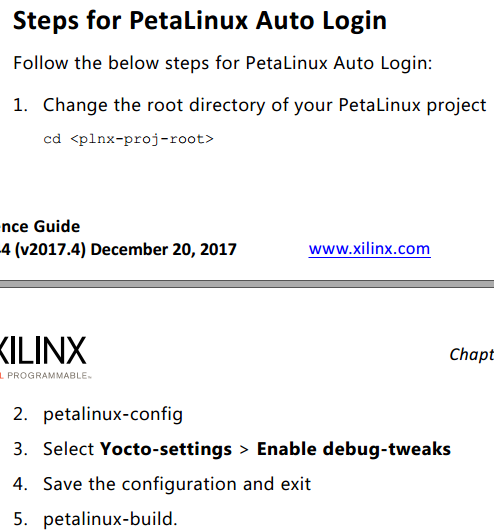 Steps for PetaLinux Auto Login
Follow the below steps for PetaLinux Auto Login:
1. Change the root directory of your PetaLinux project
cd <plnx-proj-root>
ence Guide
4 (v2017.4) December 20, 2017 www.xilinx.com
XILINX
PROGRAMMABLE
Chapt
2. petalinux-config
3. Select Yocto-settings > Enable debug-tweaks
4. Save the configuration and exit
5. petalinux-build.